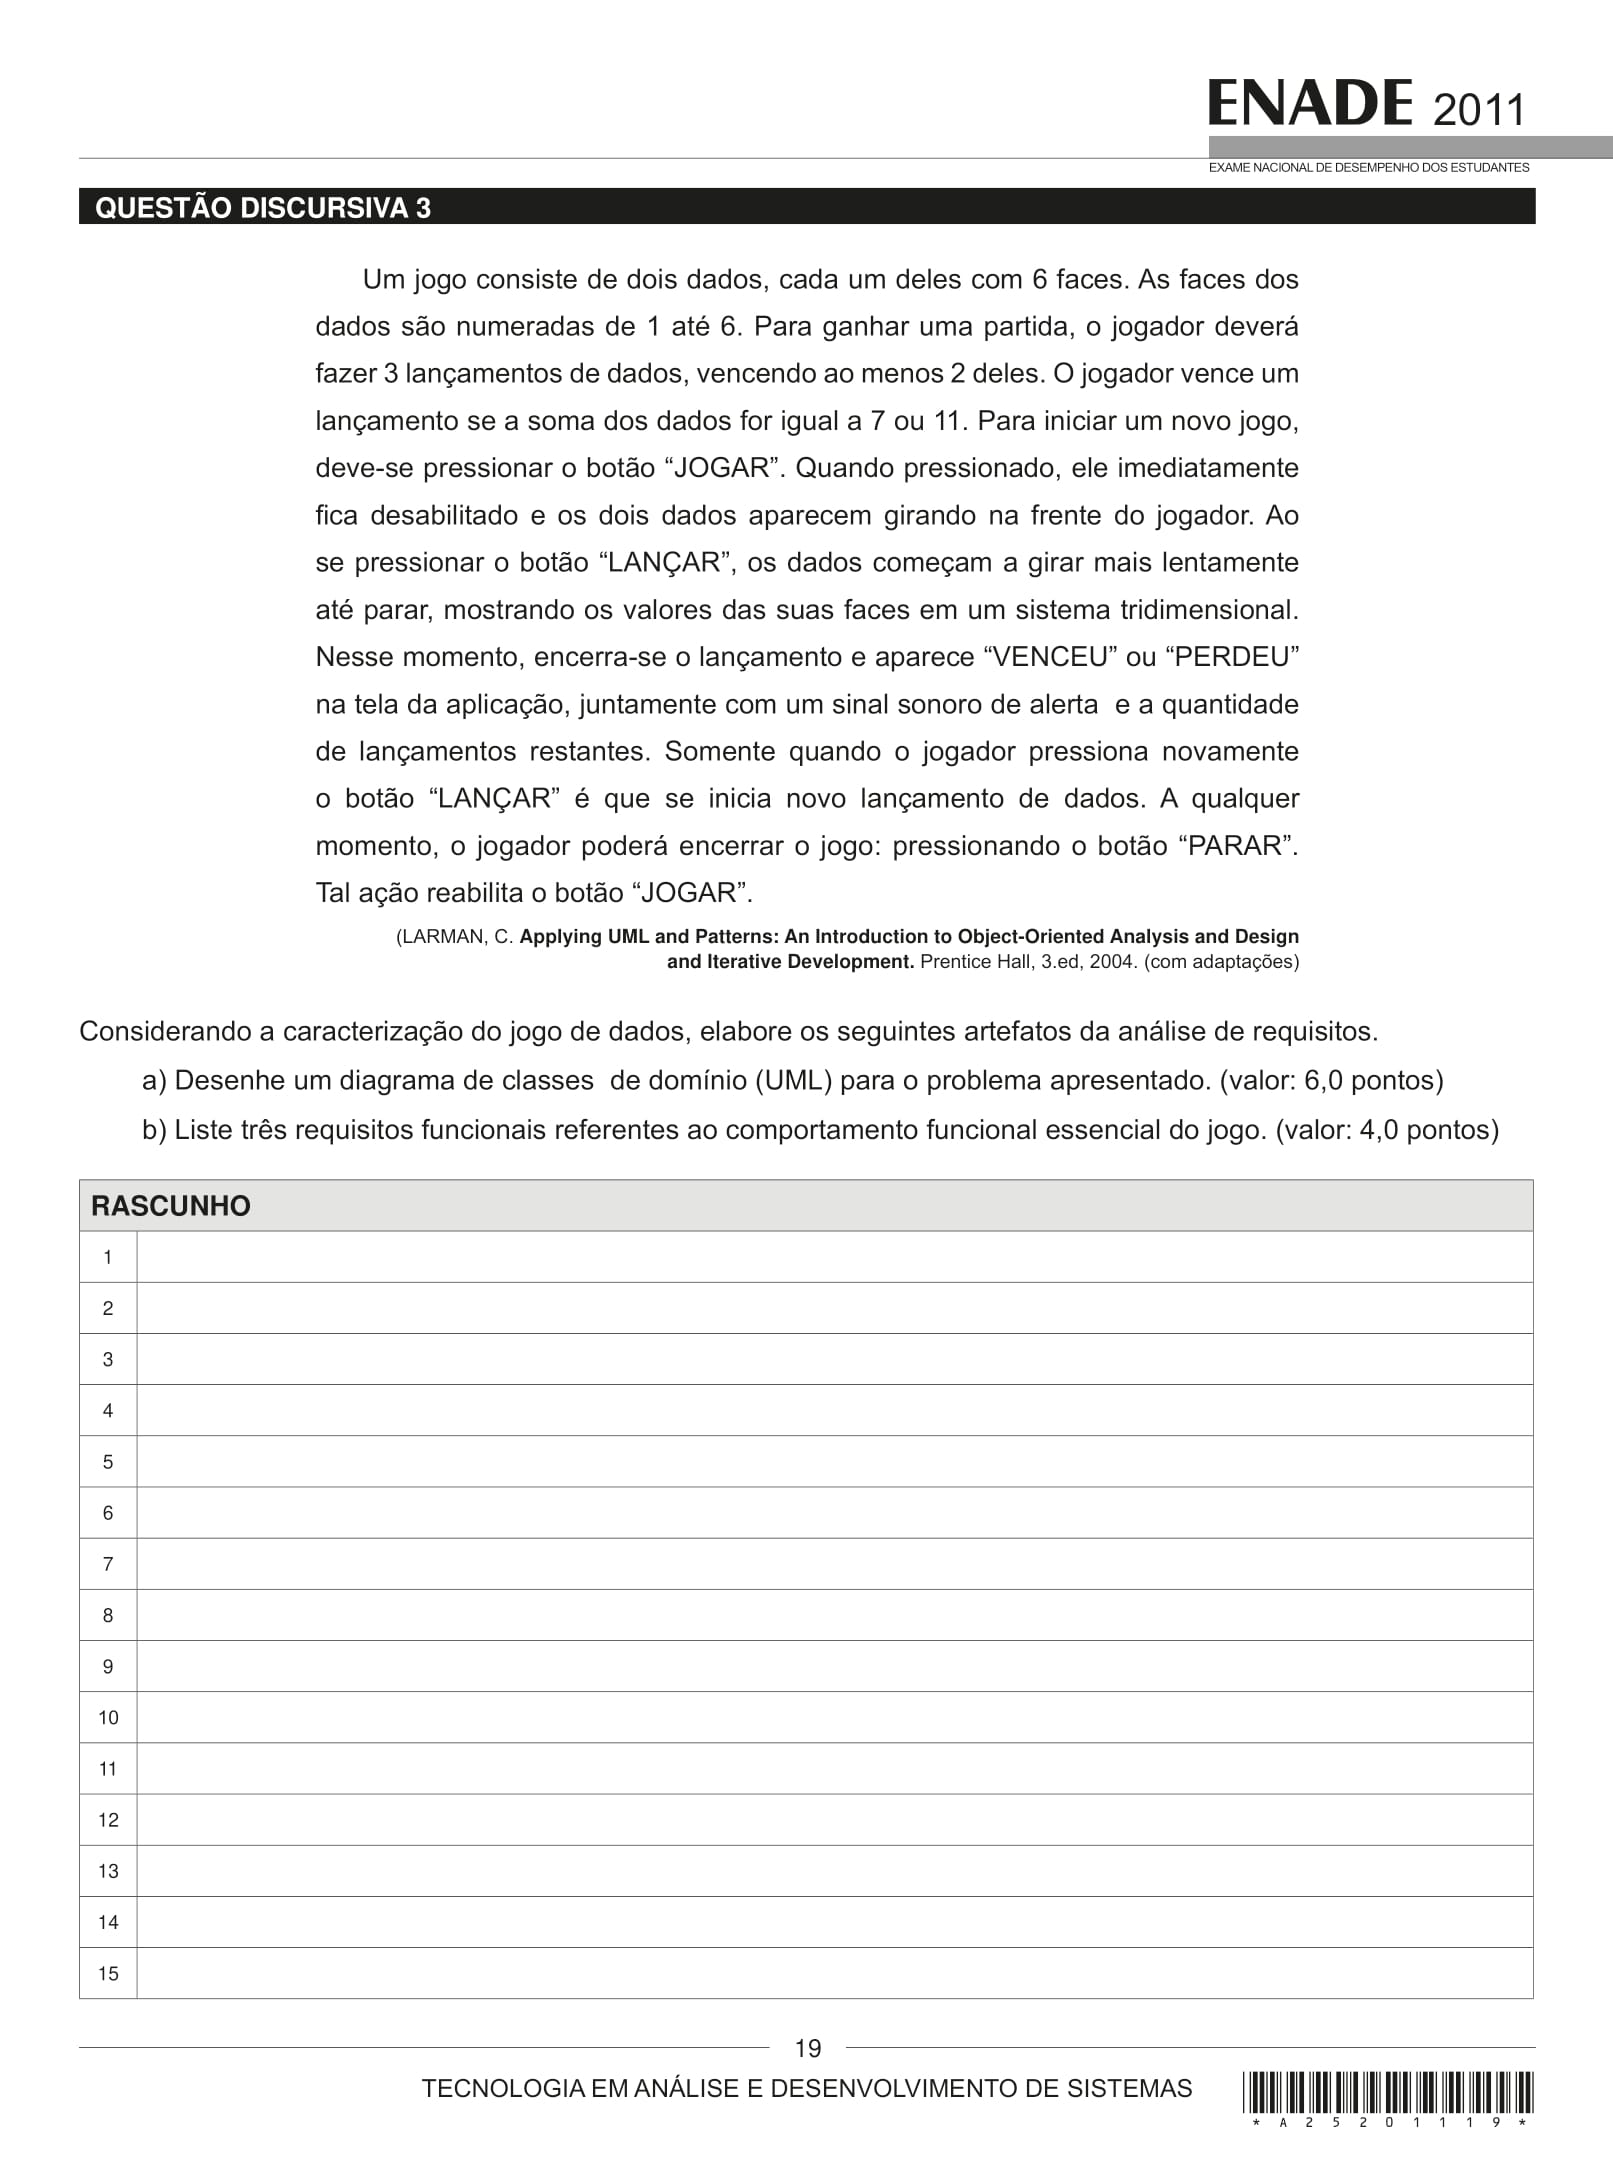 ENADE 2011
EXAME NACIONAL DE DESEMPENHO DOS ESTUDANTES
QUESTÃO DISCURSIVA 3
Um jogo consiste de dois dados, cada um deles com 6 faces. As faces dos
dados são numeradas de 1 até 6. Para ganhar uma partida, o jogador deverá
fazer 3 lançamentos de dados, vencendo ao menos 2 deles. O jogador vence um
lançamento se a soma dos dados for igual a 7 ou 11. Para iniciar um novo jogo,
deve-se pressionar o botão “JOGAR”. Quando pressionado, ele imediatamente
fica desabilitado e os dois dados aparecem girando na frente do jogador. Ao
se pressionar o botão “LANÇAR”, os dados começam a girar mais lentamente
até parar, mostrando os valores das suas faces em um sistema tridimensional.
Nesse momento, encerra-se o lançamento e aparece “VENCEU” ou “PERDEU”
na tela da aplicação, juntamente com um sinal sonoro de alerta e a quantidade
de lançamentos restantes. Somente quando o jogador pressiona novamente
o botão “LANÇAR” é que se inicia novo lançamento de dados. A qualquer
momento, o jogador poderá encerrar o jogo: pressionando o botão “PARAR”.
Tal ação reabilita o botão “JOGAR”.
(LARMAN, C. Applying UML and Patterns: An Introduction to Object-Oriented Analysis and Design
and Iterative Development. Prentice Hall, 3.ed, 2004. (com adaptações)
Considerando a caracterização do jogo de dados, elabore os seguintes artefatos da análise de requisitos.
a) Desenhe um diagrama de classes de domínio (UML) para o problema apresentado. (valor: 6,0 pontos)
b) Liste três requisitos funcionais referentes ao comportamento funcional essencial do jogo. (valor: 4,0 pontos)
RASCUNHO
1
2
3
4
5
6
7
8
9
10
11
12
13
14
15
19
TECNOLOGIA EM ANÁLISE E DESENVOLVIMENTO DE SISTEMAS
*A25201119*